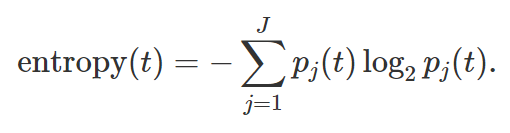 entropy(t) = − ∑_{j=1}^{J} p_j(t) log_2 p_j(t).